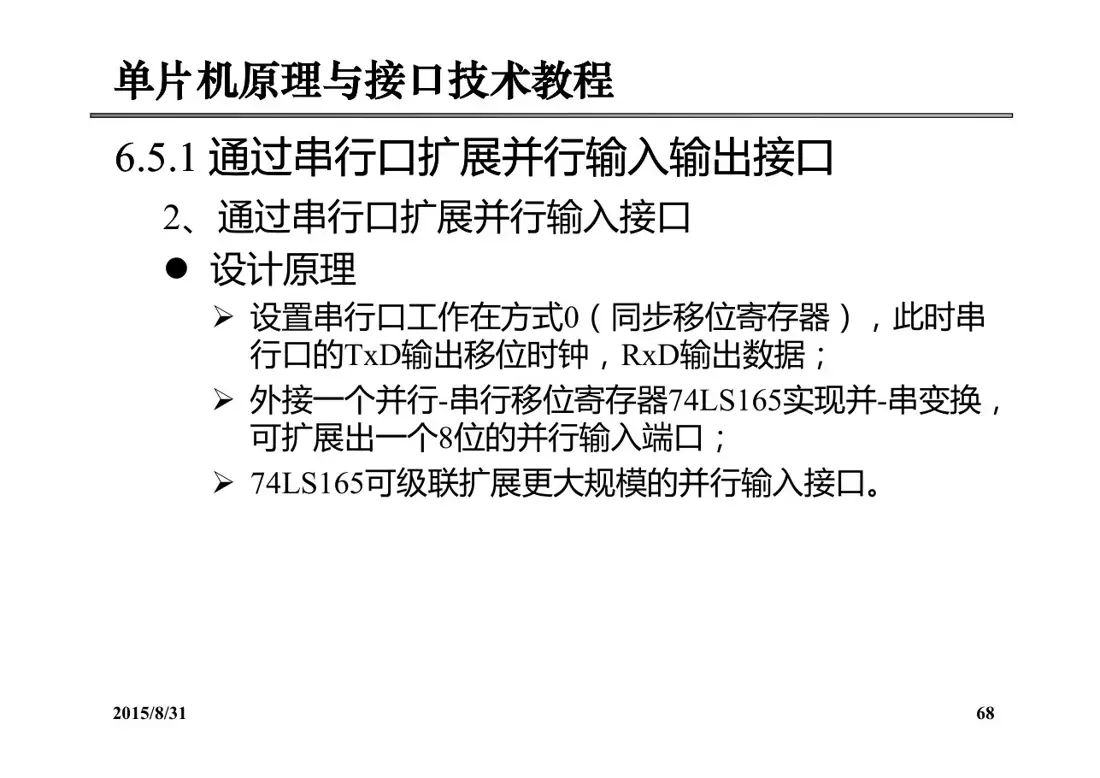 单片机原理与接口技术教程
6.5.1 通过串行口扩展并行输入输出接口
2、通过串行口扩展并行输入接口
● 设计原理
➢ 设置串行口工作在方式0（同步移位寄存器），此时串
行口的TxD输出移位时钟，RxD输出数据；
➢ 外接一个并行-串行移位寄存器74LS165实现并-串变换，
可扩展出一个8位的并行输入端口；
➢ 74LS165可级联扩展更大规模的并行输入接口。
2015/8/31
68